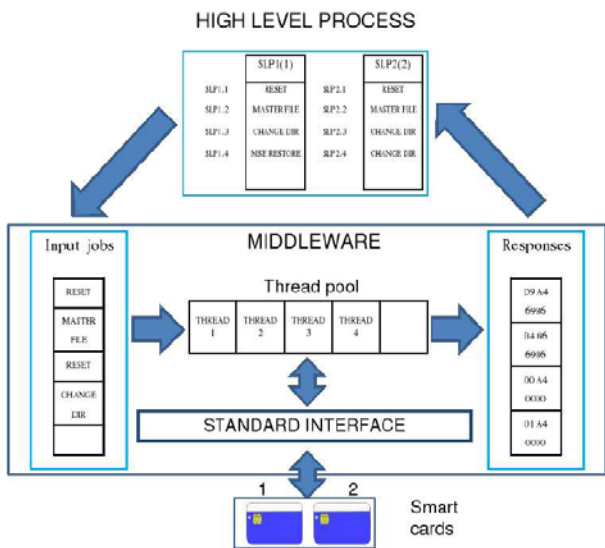 HIGH LEVEL PROCESS
SLP1(1) SLP2(2)
SLP1.1 RESET SLP2.1 RESET
SLP1.2 MASTER FILE SLP2.2 MASTER FILE
SLP1.3 CHANGE DIR SLP2.3 CHANGE DIR
SLP1.4 MSE RESTORE SLP2.4 CHANGE DIR
MIDDLEWARE
Input jobs
RESET
MASTER
FILE
RESET
CHANGE
DIR
Thread pool
THREAD
1
THREAD
2
THREAD
3
THREAD
4
STANDARD INTERFACE
Responses
D9 A4
6986
04 86
6986
00 A4
0000
01 A4
0000
1 2
Smart
cards